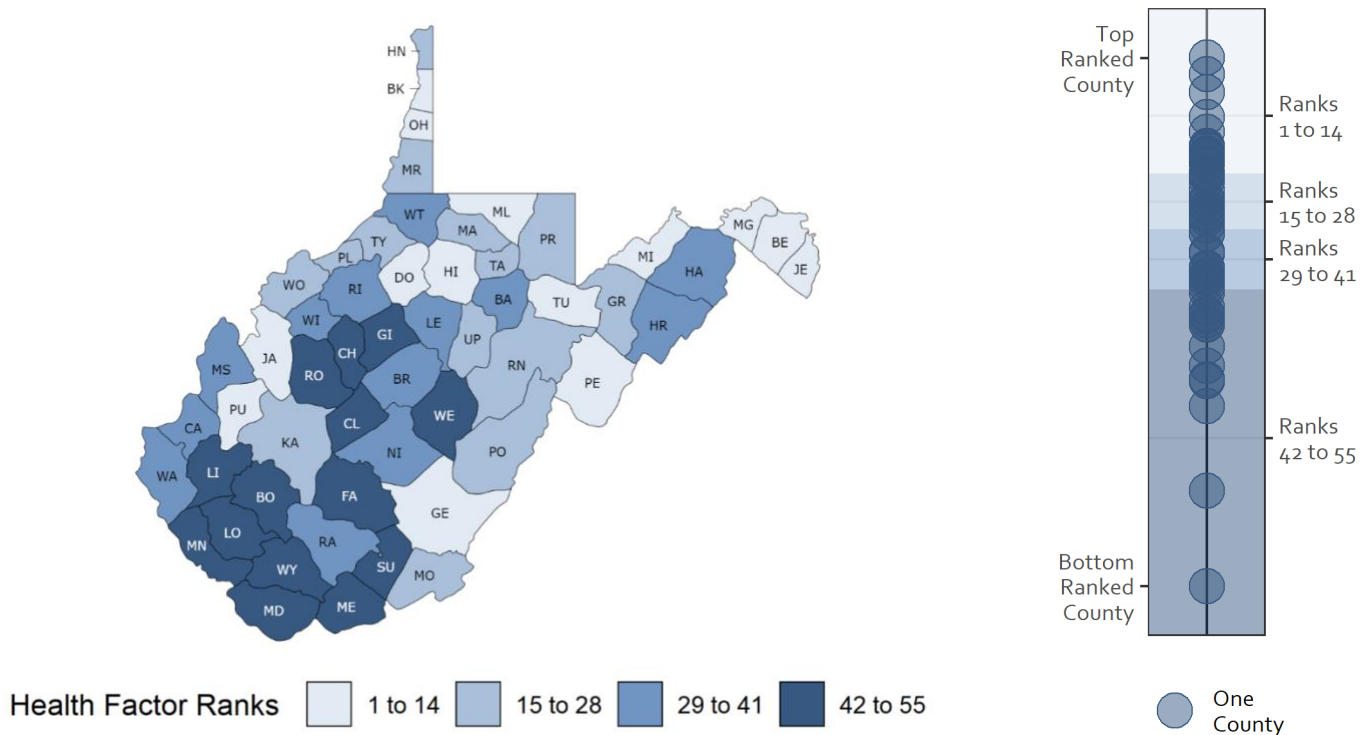 HN
BK
OH
MR
WT
ML
MA
PR
TY
PL
TA
WO
DO
HI
RI
BA
TU
GR
MI
HA
MG
BE
JE
HR
WI
CH
GI
LE
UP
RN
PE
MS
JA
RO
BR
PU
CL
WE
CA
KA
NI
PO
WA
LI
BO
FA
GE
MN
LO
RA
WY
SU
MO
MD
ME
Health Factor Ranks
1 to 14
15 to 28
29 to 41
42 to 55
Top
Ranked
County
Ranks
1 to 14
Ranks
15 to 28
Ranks
29 to 41
Ranks
42 to 55
Bottom
Ranked
County
One
County